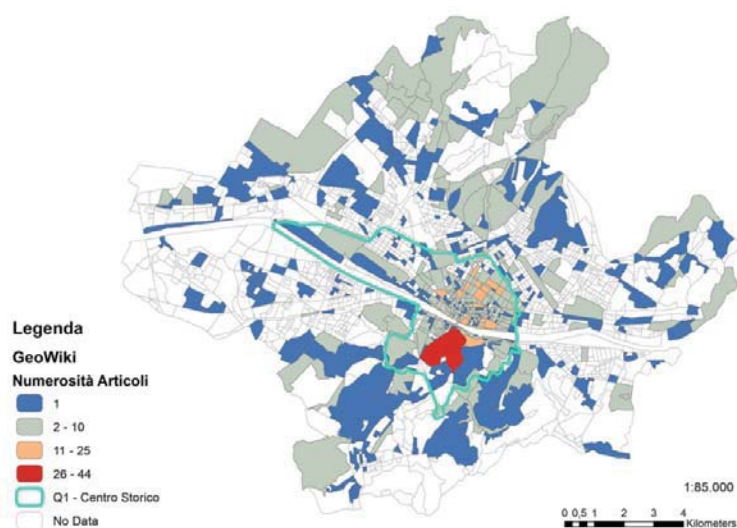 Legenda
GeoWiki
Numerosità Articoli
1
2 - 10
11 - 25
26 - 44
Q1 - Centro Storico
No Data
1:85.000
0 0,5 1 2 3 4
Kilometers